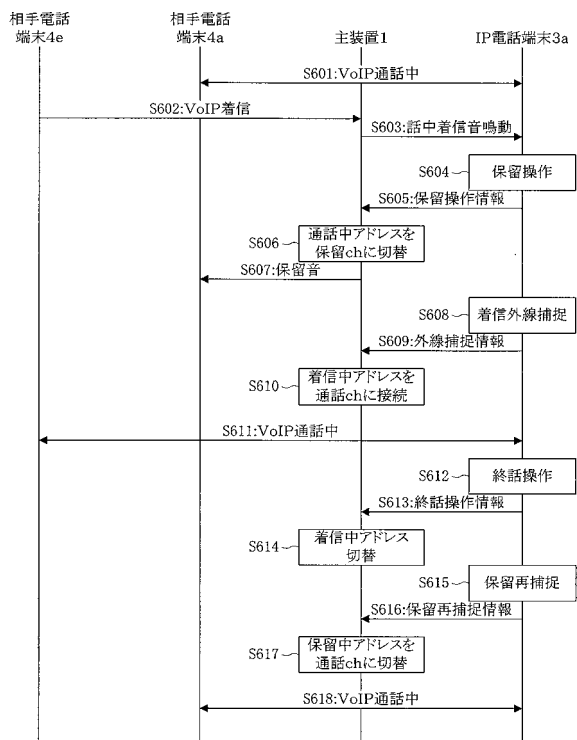 相手電話
端末4e
相手電話
端末4a
主装置1
IP電話端末3a
S601:VoIP通話中
S602:VoIP着信
S603:話中着信音鳴動
S604
保留操作
S605:保留操作情報
S606
通話中アドレスを
保留chに切替
S607:保留音
S608
着信外線捕捉
S609:外線捕捉情報
S610
着信中アドレスを
通話chに接続
S611:VoIP通話中
S612
終話操作
S613:終話操作情報
S614
着信中アドレス
切替
S615
保留再捕捉
S616:保留再捕捉情報
S617
保留中アドレスを
通話chに切替
S618:VoIP通話中